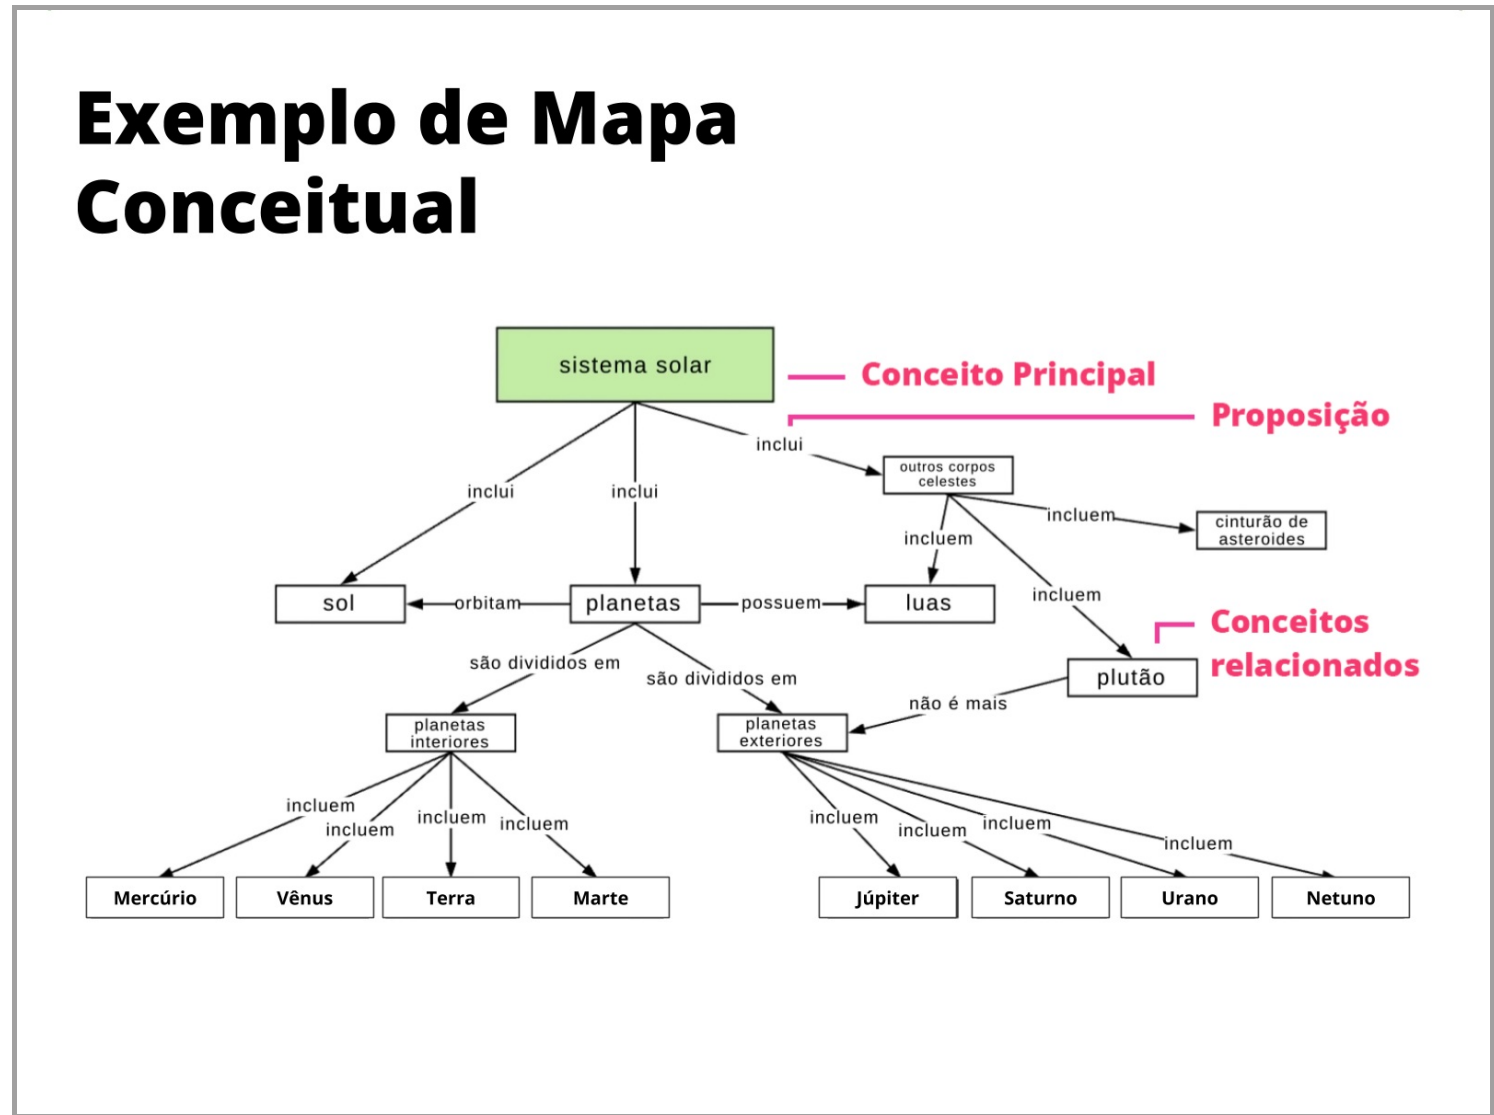 Exemplo de Mapa
Conceitual
sistema solar
Conceito Principal
Proposição
inclui
outros corpos
celestes
inclui
inclui
incluem
cinturão de
asteroides
incluem
incluem
sol
orbitam
planetas
possuem
luas
Conceitos
relacionados
são divididos em
são divididos em
plutão
não é mais
planetas
interiores
planetas
exteriores
incluem
incluem
incluem
incluem
incluem
incluem
incluem
incluem
Mercúrio
Vênus
Terra
Marte
Júpiter
Saturno
Urano
Netuno